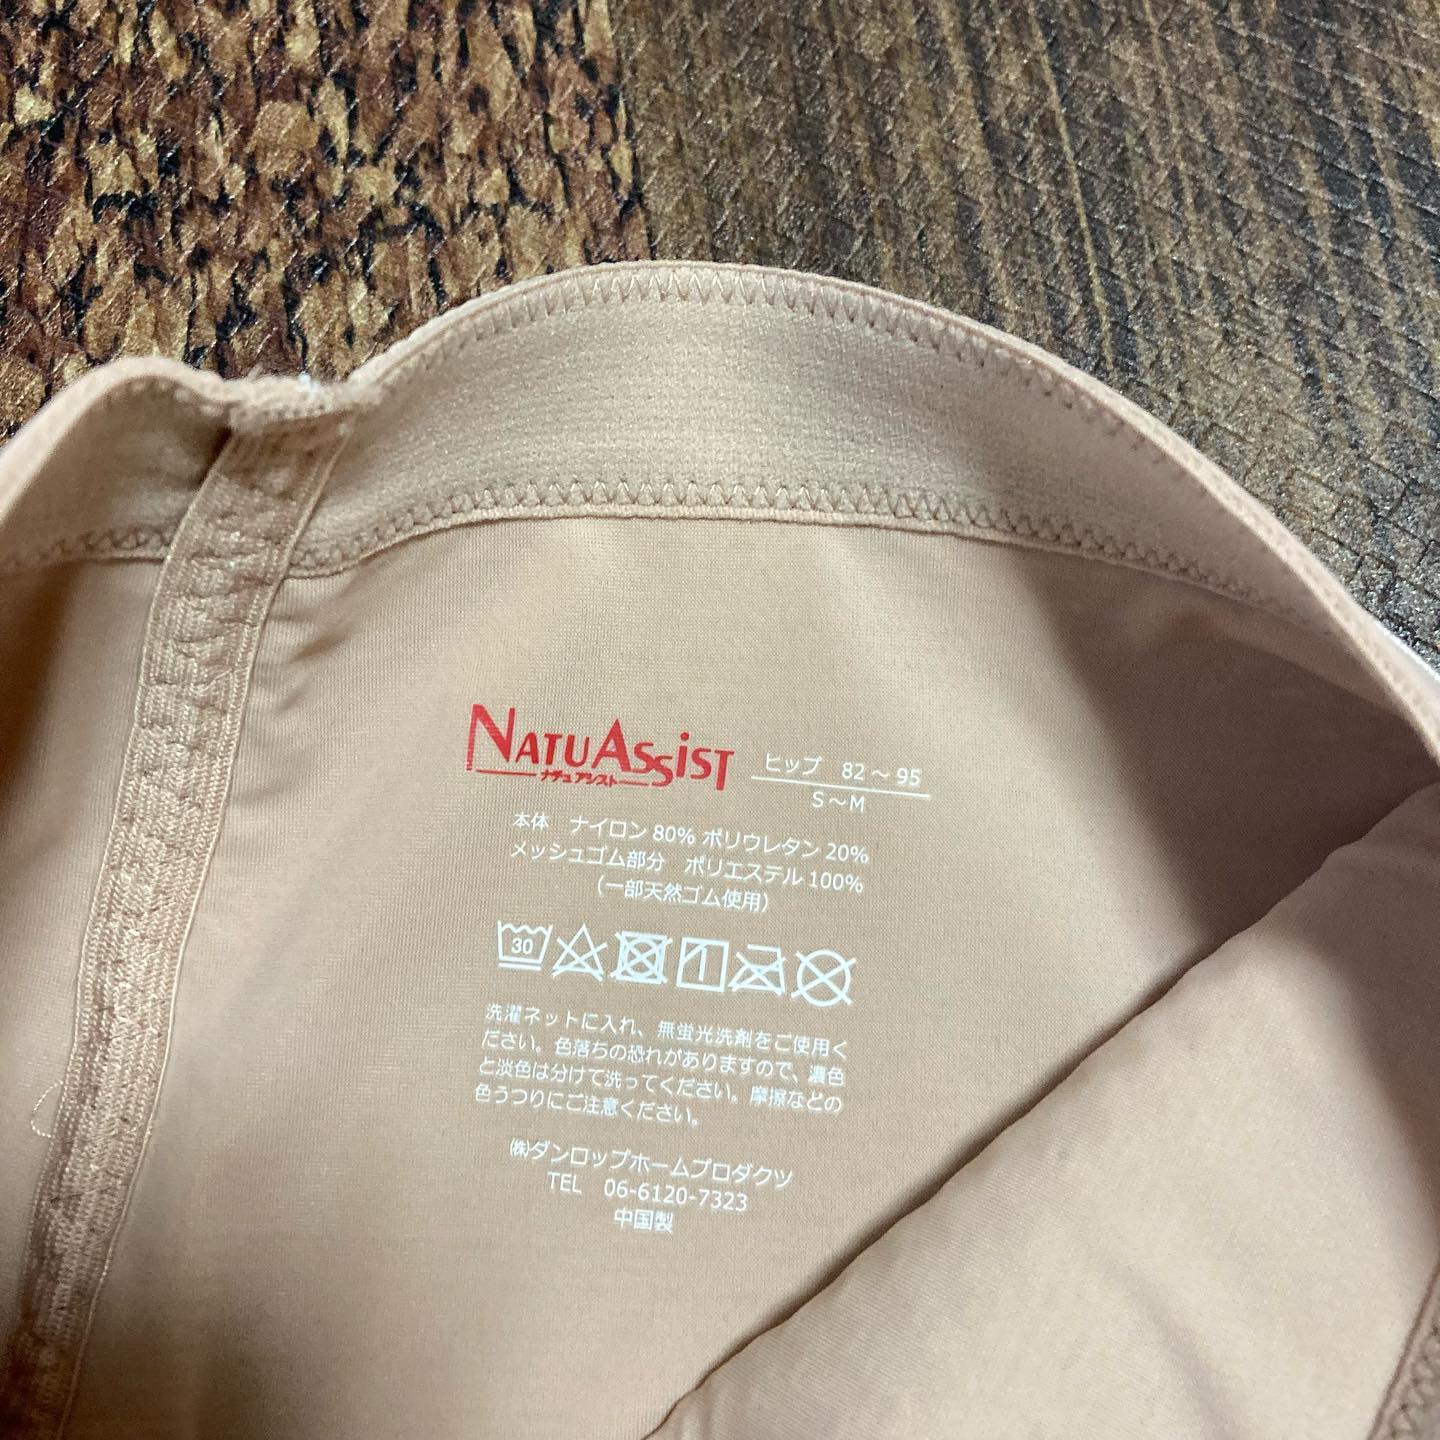 NATUASSIST
ナチュアシスト
ヒップ 82～95
S～M
本体 ナイロン80% ポリウレタン20%
メッシュゴム部分 ポリエステル100%
(一部天然ゴム使用)
30
洗濯ネットに入れ、無蛍光洗剤をご使用く
ださい。色落ちの恐れがありますので、濃色
と淡色は分けて洗ってください。摩擦などの
色うつりにご注意ください。
㈱ダンロップホームプロダクツ
TEL 06-6120-7323
中国製